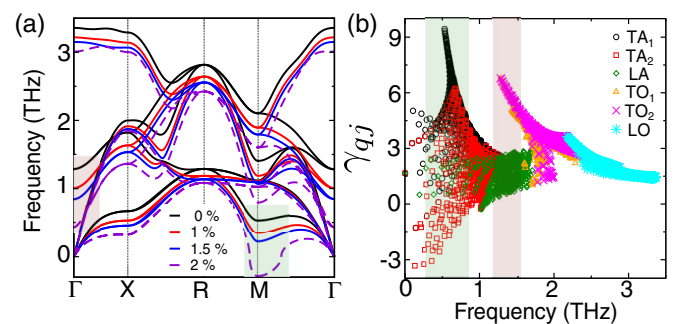 (a)
Frequency (THz)
3
2
1
0
0 %
1 %
1.5 %
2 %
Γ X R M Γ
(b)
γqj
9
6
3
0
-3
TA1
TA2
LA
TO1
TO2
LO
0 1 2 3
Frequency (THz)